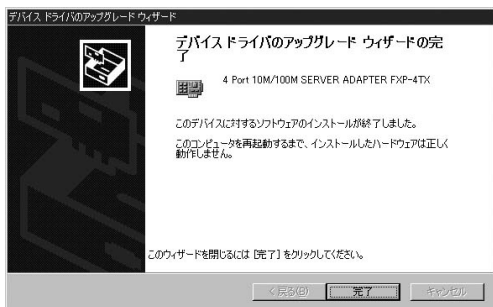 デバイス ドライバのアップグレード ウィザード
デバイス ドライバのアップグレード ウィザードの完
了
4 Port 10M/100M SERVER ADAPTER FXP-4TX
このデバイスに対するソフトウェアのインストールが終了しました。
このコンピュータを再起動するまで、インストールしたハードウェアは正しく
動作しません。
このウィザードを閉じるには [完了] をクリックしてください。
< 戻る(B)
完了
キャンセル